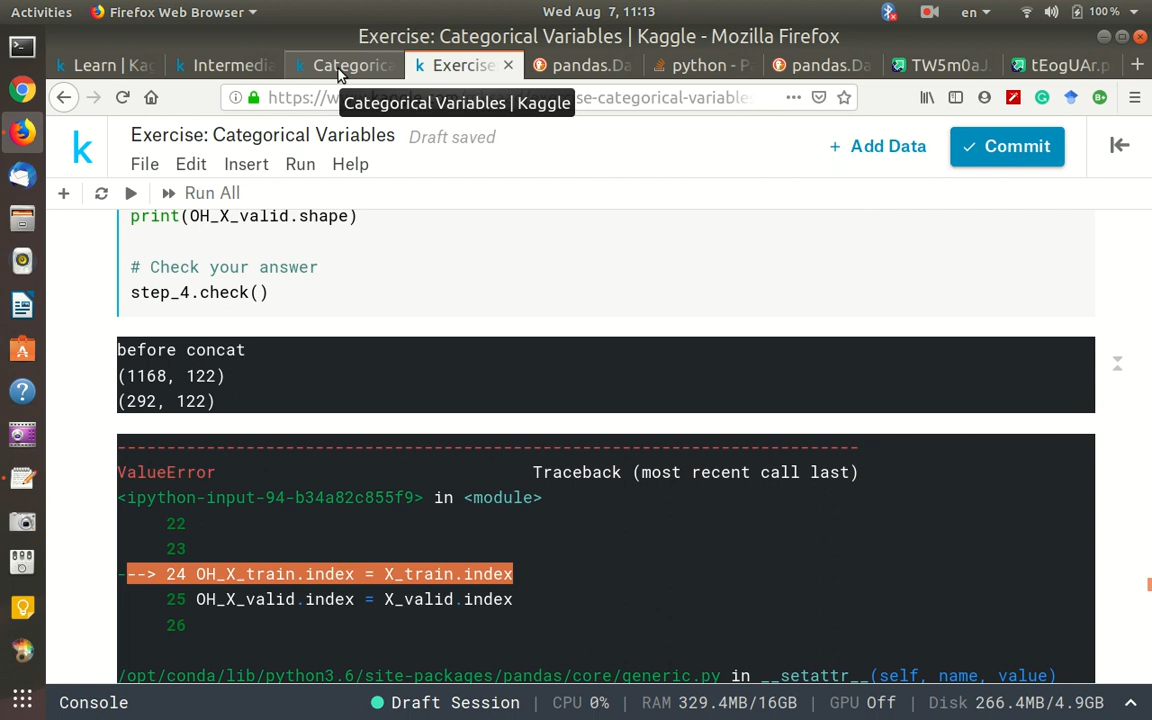 Activities
Firefox Web Browser
Wed Aug 7, 11:13
en
100 %
Exercise: Categorical Variables | Kaggle - Mozilla Firefox
Learn | Kag
Intermedia
Categorica
Exercise
pandas.Da
python - P
pandas.Da
TW5m0aJ.
tEogUAr.p
Categorical Variables | Kaggle
Exercise: Categorical Variables
Draft saved
+ Add Data
Commit
File Edit Insert Run Help
Run All
print(OH_X_valid.shape)
# Check your answer
step_4.check()
before concat
(1168, 122)
(292, 122)
---------------------------------------------------------------------------
ValueError Traceback (most recent call last)
<ipython-input-94-b34a82c855f9> in <module>
22
23
---> 24 OH_X_train.index = X_train.index
25 OH_X_valid.index = X_valid.index
26
/opt/conda/lib/python3.6/site-packages/pandas/core/generic.py in __setattr__(self, name, value)
Console
Draft Session | CPU 0% | RAM 329.4MB/16GB | GPU Off | Disk 266.4MB/4.9GB